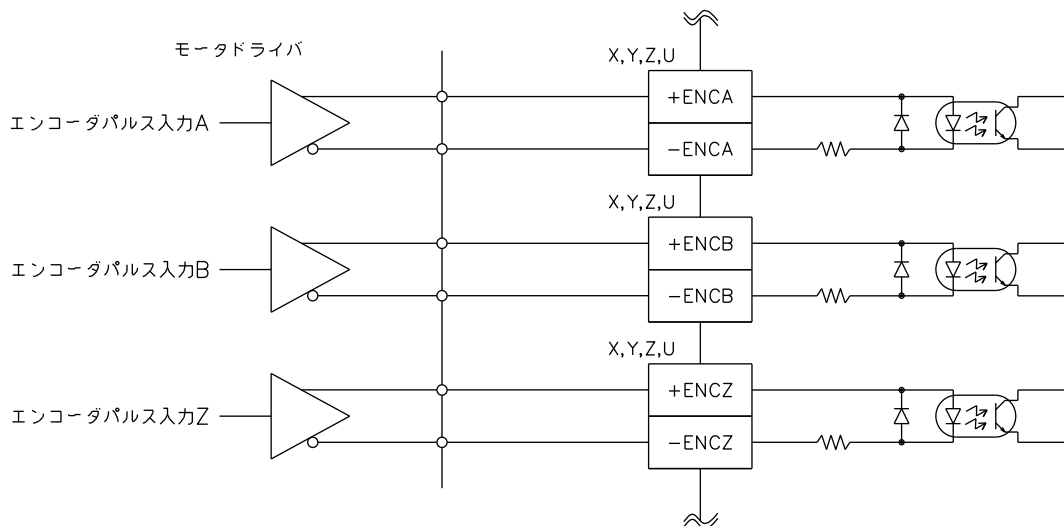 モータドライバ
X,Y,Z,U
+ENCA
エンコーダパルス入力A
−ENCA
X,Y,Z,U
+ENCB
エンコーダパルス入力B
−ENCB
X,Y,Z,U
+ENCZ
エンコーダパルス入力Z
−ENCZ